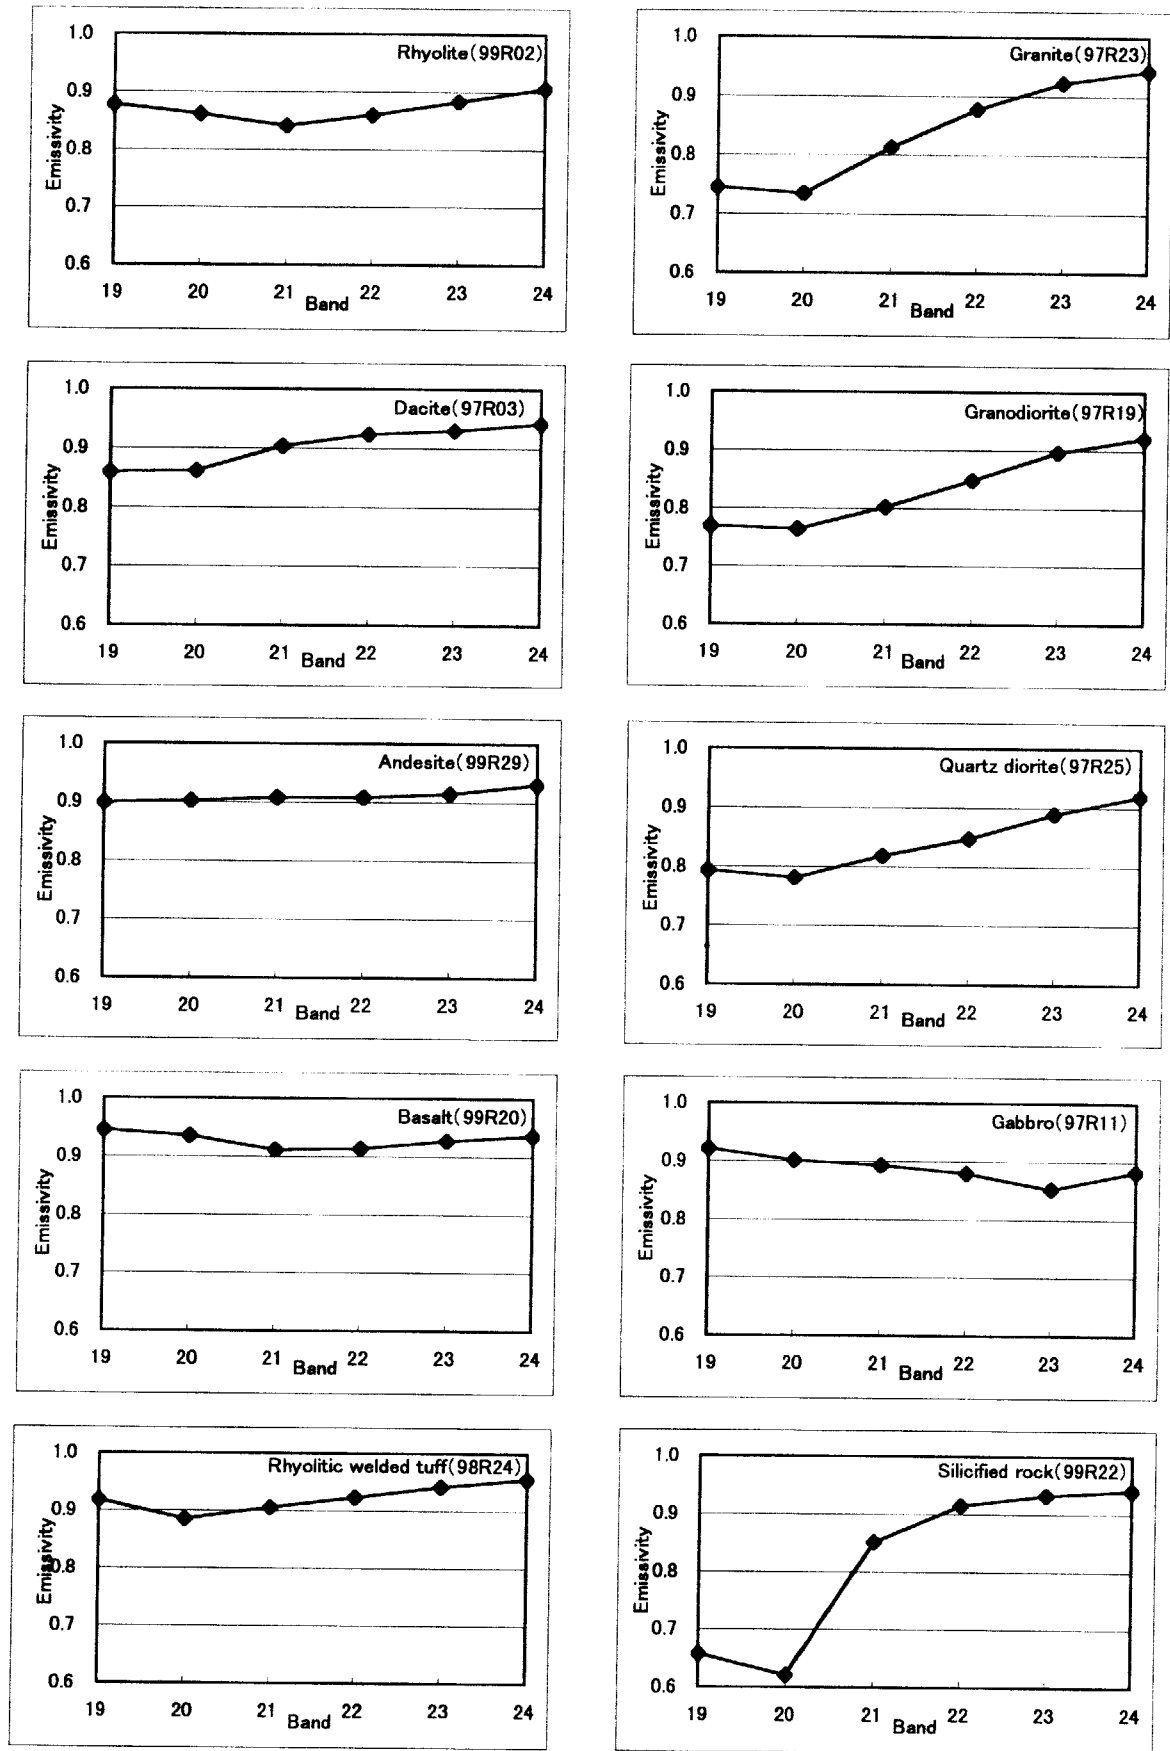 Rhyolite(99R02)
1.0
0.9
0.8
0.7
0.6
Emissivity
19 20 21 22 23 24
Band
Granite(97R23)
1.0
0.9
0.8
0.7
0.6
Emissivity
19 20 21 22 23 24
Band
Dacite(97R03)
1.0
0.9
0.8
0.7
0.6
Emissivity
19 20 21 22 23 24
Band
Granodiorite(97R19)
1.0
0.9
0.8
0.7
0.6
Emissivity
19 20 21 22 23 24
Band
Andesite(99R29)
1.0
0.9
0.8
0.7
0.6
Emissivity
19 20 21 22 23 24
Band
Quartz diorite(97R25)
1.0
0.9
0.8
0.7
0.6
Emissivity
19 20 21 22 23 24
Band
Basalt(99R20)
1.0
0.9
0.8
0.7
0.6
Emissivity
19 20 21 22 23 24
Band
Gabbro(97R11)
1.0
0.9
0.8
0.7
0.6
Emissivity
19 20 21 22 23 24
Band
Rhyolitic welded tuff(98R24)
1.0
0.9
0.8
0.7
0.6
Emissivity
19 20 21 22 23 24
Band
Silicified rock(99R22)
1.0
0.9
0.8
0.7
0.6
Emissivity
19 20 21 22 23 24
Band